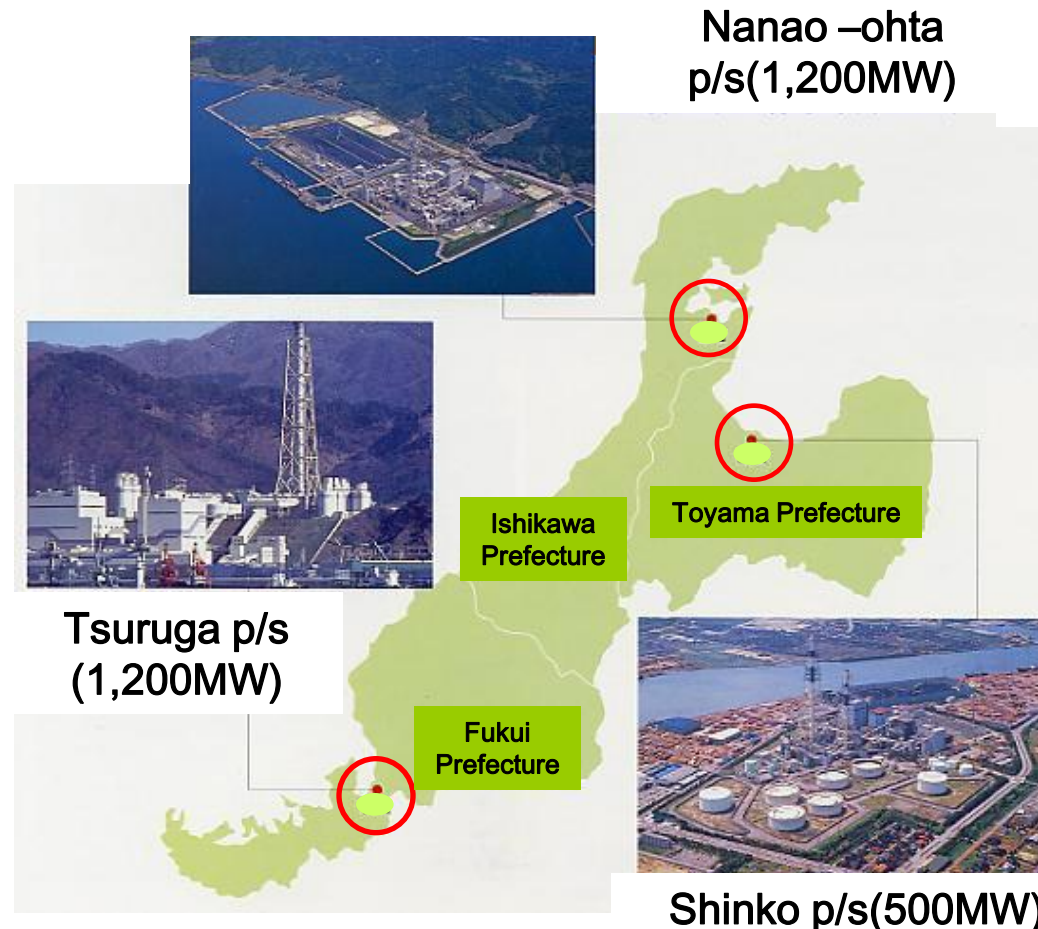 Nanao –ohta
p/s(1,200MW)
Ishikawa
Prefecture
Toyama Prefecture
Tsuruga p/s
(1,200MW)
Fukui
Prefecture
Shinko p/s(500MW)